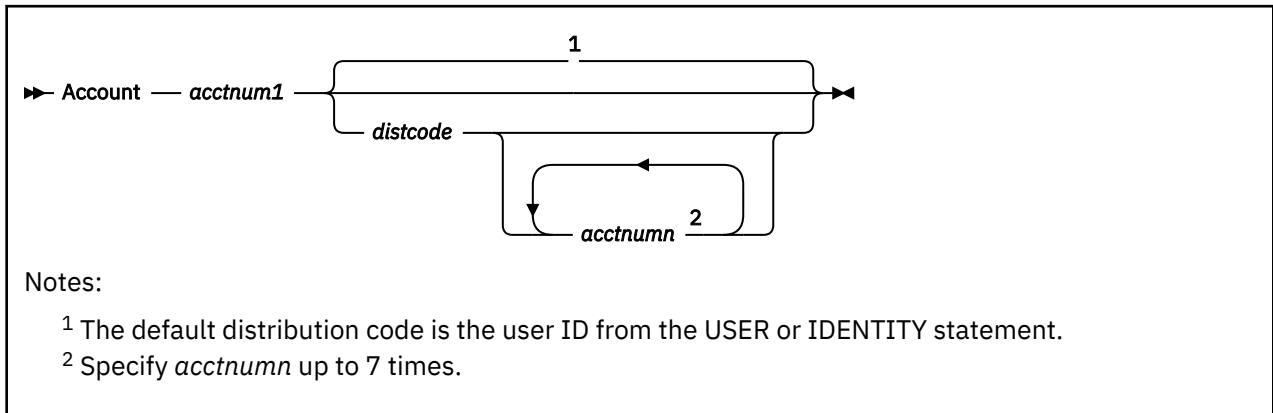 1
Account acctnum1
distcode
acctnumn 2
Notes:
1 The default distribution code is the user ID from the USER or IDENTITY statement.
2 Specify acctnumn up to 7 times.